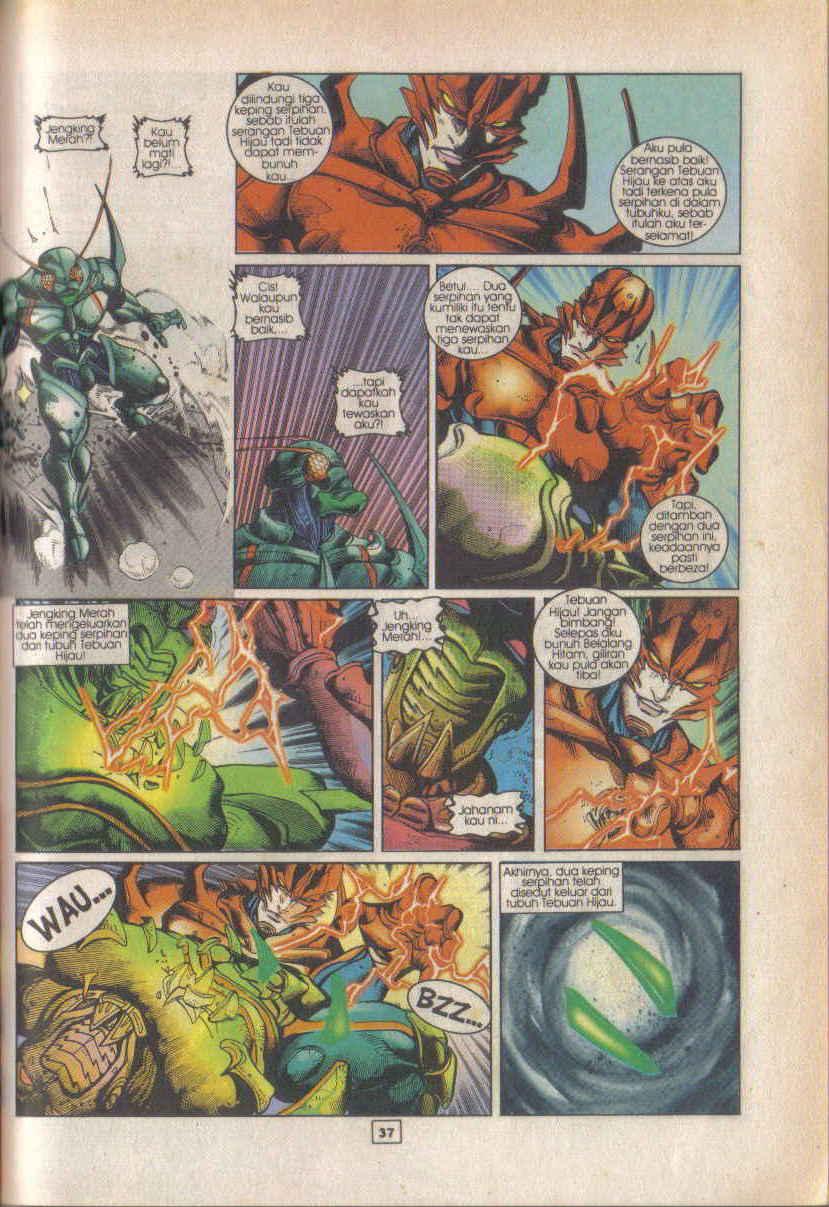 Jengking
Merah?!
Kau
belum
mati
lagi?!...
Kau
dilindungi tiga
keping serpihan,
sebab itulah
serangan Tebuan
Hijau tadi tidak
dapat mem-
bunuh
kau...
Aku pula
bernasib baik!
Serangan Tebuan
Hijau ke atas aku
tadi terkena pula
serpihan di dalam
tubuhku, sebab
itulah aku ter-
selamat!
Cis!
Walaupun
kau
bernasib
baik,...
...tapi
dapatkah
kau
tewaskan
aku?!
Betul.... Dua
serpihan yang
kumiliki itu tentu
tak dapat
menewaskan
tiga serpihan
kau...
Tapi,
ditambah
dengan dua
serpihan ini,
keadaannya
pasti
berbeza!
Jengking Merah
telah mengeluarkan
dua keping serpihan
dari tubuh Tebuan
Hijau!
Uh...
Jengking
Merah!...
Jahanam
kau ni...
Tebuan
Hijau! Jangan
bimbang!
Selepas aku
bunuh Belalang
Hitam, giliran
kau pula akan
tiba!
WAU...
BZZ...
Akhirnya, dua keping
serpihan telah
disedut keluar dari
tubuh Tebuan Hijau.
37